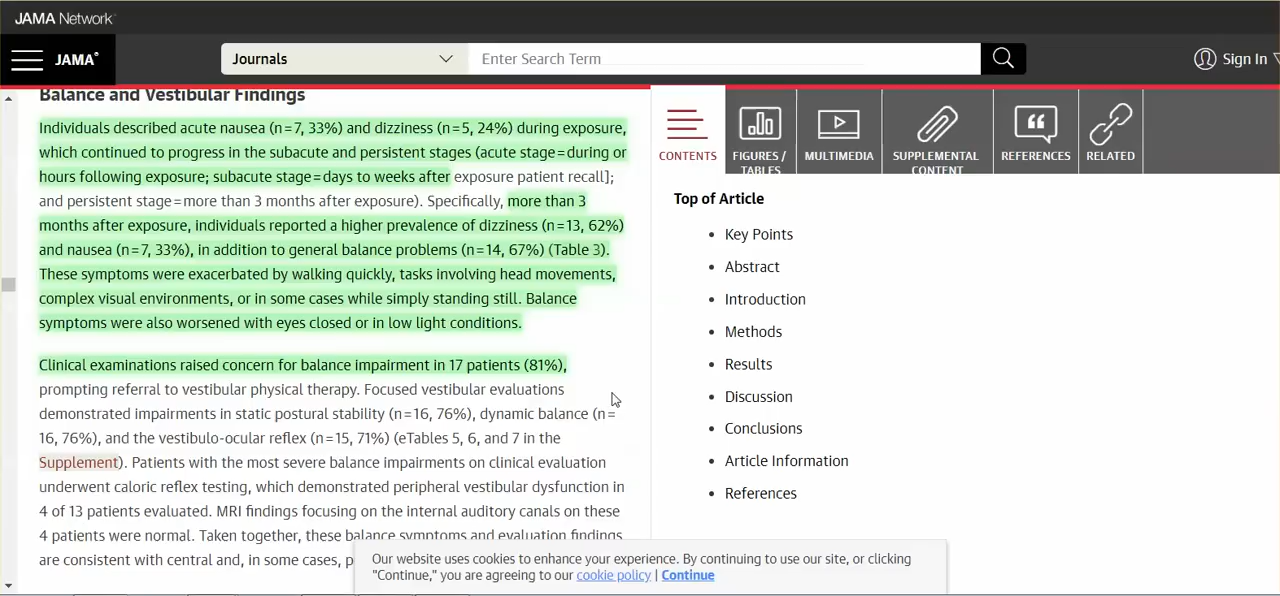 JAMA Network
JAMA
Journals
Enter Search Term
Sign In
Balance and Vestibular Findings
Individuals described acute nausea (n=7, 33%) and dizziness (n=5, 24%) during exposure,
which continued to progress in the subacute and persistent stages (acute stage=during or
hours following exposure; subacute stage=days to weeks after exposure patient recall];
and persistent stage=more than 3 months after exposure). Specifically, more than 3
months after exposure, individuals reported a higher prevalence of dizziness (n=13, 62%)
and nausea (n=7, 33%), in addition to general balance problems (n=14, 67%) (Table 3).
These symptoms were exacerbated by walking quickly, tasks involving head movements,
complex visual environments, or in some cases while simply standing still. Balance
symptoms were also worsened with eyes closed or in low light conditions.
Clinical examinations raised concern for balance impairment in 17 patients (81%),
prompting referral to vestibular physical therapy. Focused vestibular evaluations
demonstrated impairments in static postural stability (n=16, 76%), dynamic balance (n=
16, 76%), and the vestibulo-ocular reflex (n=15, 71%) (eTables 5, 6, and 7 in the
Supplement). Patients with the most severe balance impairments on clinical evaluation
underwent caloric reflex testing, which demonstrated peripheral vestibular dysfunction in
4 of 13 patients evaluated. MRI findings focusing on the internal auditory canals on these
4 patients were normal. Taken together, these balance symptoms and evaluation findings
are consistent with central and, in some cases, p
CONTENTS
FIGURES /
TABLES
MULTIMEDIA
SUPPLEMENTAL
CONTENT
REFERENCES
RELATED
Top of Article
• Key Points
• Abstract
• Introduction
• Methods
• Results
• Discussion
• Conclusions
• Article Information
• References
Our website uses cookies to enhance your experience. By continuing to use our site, or clicking
"Continue," you are agreeing to our cookie policy | Continue